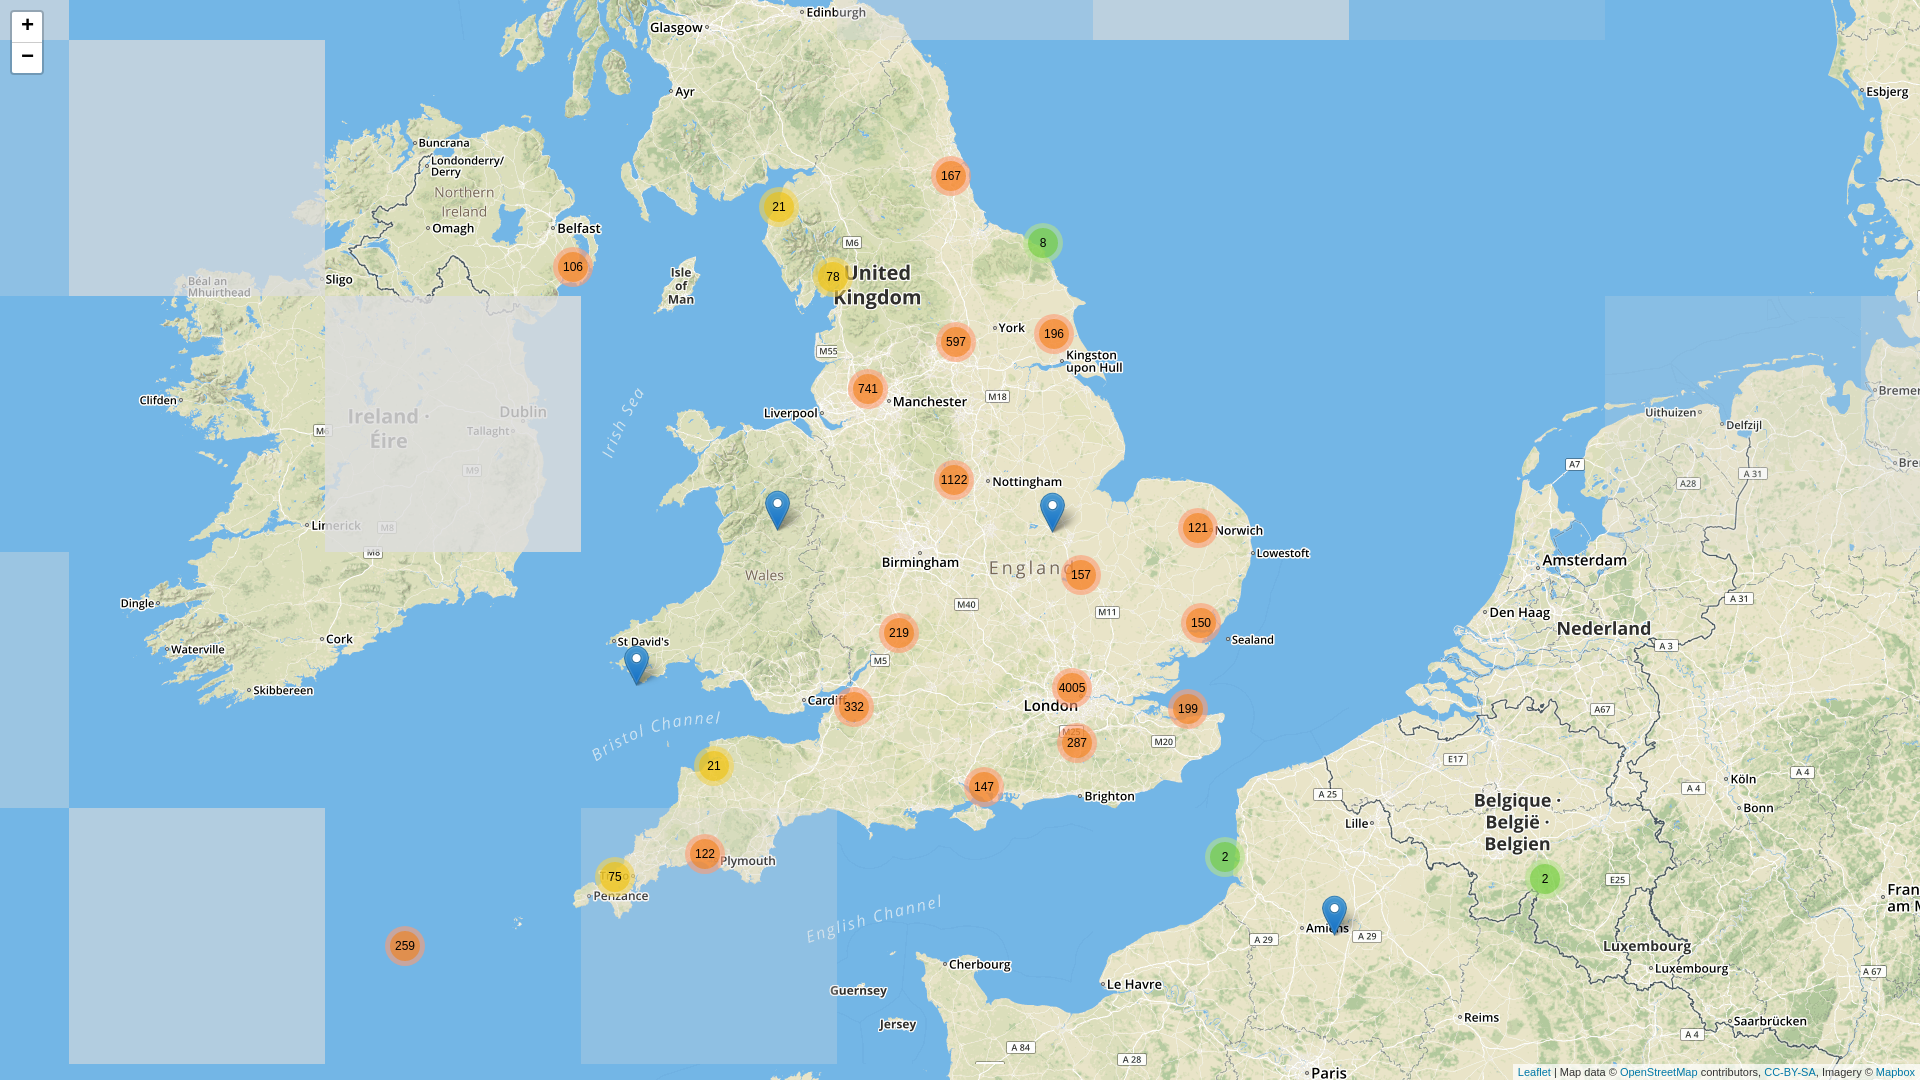 +
−
Edinburgh
Glasgow
Ayr
Esbjerg
Buncrana
Londonderry/
Derry
Northern
Ireland
Omagh
Belfast
167
21
8
M6
106
Isle
of
Man
78
United
Kingdom
Sligo
Béal an
Mhuirthead
York
196
597
M55
Kingston
upon Hull
741
Manchester
M18
Liverpool
Clifden
Irish Sea
Ireland ·
Éire
Dublin
Tallaght
M6
M9
Uithuizen
Delfzijl
Bremer
Bre
A7
A 31
A28
1122
Nottingham
121
Norwich
Lowestoft
Limerick
M8
M8
Birmingham
England
157
Wales
Amsterdam
A 31
Den Haag
Nederland
A 3
M40
M11
150
Sealand
219
M5
Dingle
Cork
Waterville
Skibbereen
St David's
Cardiff
332
4005
London
M25
287
199
M20
A67
Bristol Channel
E17
21
147
Brighton
A 25
Lille
Köln
A 4
A 4
Bonn
Belgique ·
België ·
Belgien
122
Plymouth
75
Penzance
2
2
E25
Fran
am M
English Channel
259
Amiens
A 29
A 29
Luxembourg
Luxembourg
A 67
Cherbourg
Le Havre
Guernsey
Jersey
Reims
Saarbrücken
A 4
A 84
A 28
Paris
Leaflet | Map data © OpenStreetMap contributors, CC-BY-SA, Imagery © Mapbox